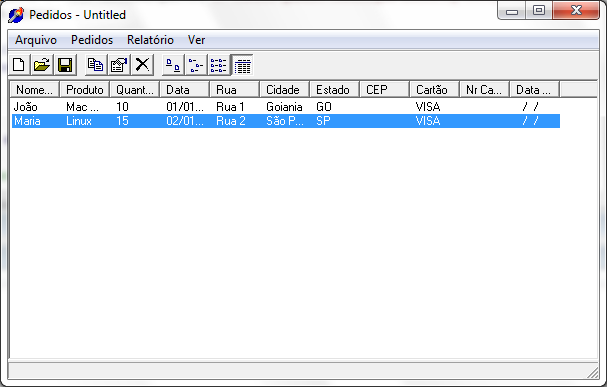 Pedidos - Untitled
Arquivo Pedidos Relatório Ver
Nome... Produto Quant... Data Rua Cidade Estado CEP Cartão Nr Ca... Data ...
João Mac ... 10 01/01... Rua 1 Goiania GO VISA / /
Maria Linux 15 02/01... Rua 2 São P... SP VISA / /